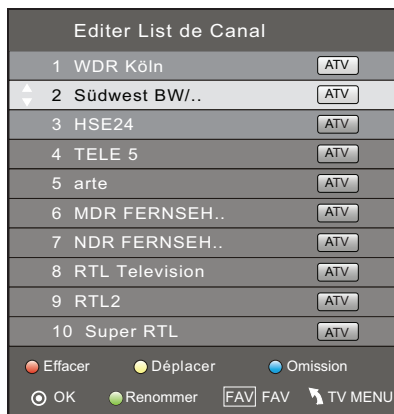 Editer List de Canal
1 WDR Köln ATV
2 Südwest BW/.. ATV
3 HSE24 ATV
4 TELE 5 ATV
5 arte ATV
6 MDR FERNSEH.. ATV
7 NDR FERNSEH.. ATV
8 RTL Television ATV
9 RTL2 ATV
10 Super RTL ATV
Effacer Déplacer Omission
OK Renommer FAV FAV TV MENU